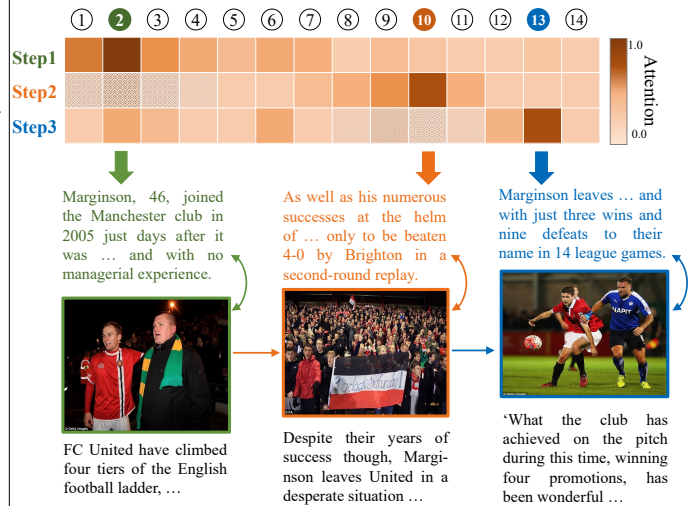 1 2 3 4 5 6 7 8 9 10 11 12 13 14
Step1
Step2
Step3
1.0
0.0
Attention
Marginson, 46, joined
the Manchester club in
2005 just days after it
was … and with no
managerial experience.
As well as his numerous
successes at the helm
of … only to be beaten
4-0 by Brighton in a
second-round replay.
Marginson leaves … and
with just three wins and
nine defeats to their
name in 14 league games.
NAPIT
FC United have climbed
four tiers of the English
football ladder, …
Despite their years of
success though, Margi-
nson leaves United in a
desperate situation …
‘What the club has
achieved on the pitch
during this time, winning
four promotions, has
been wonderful …